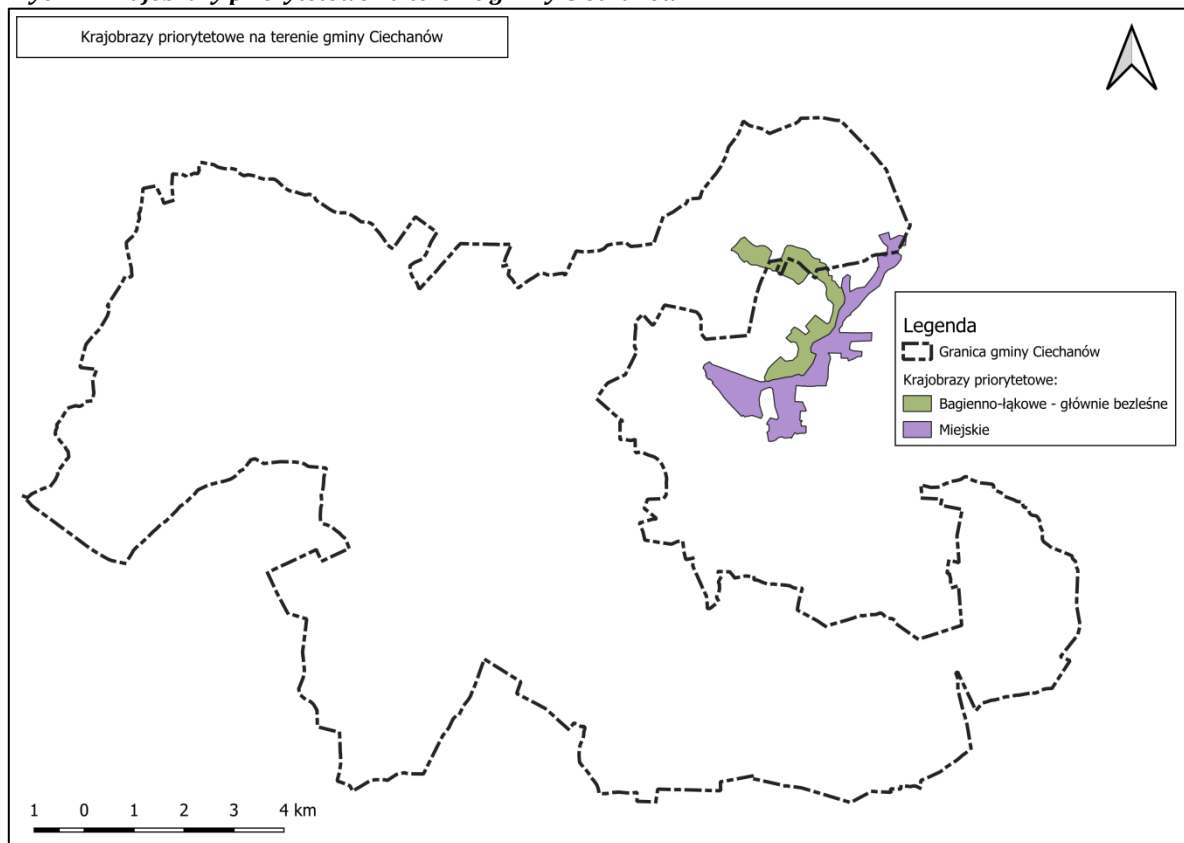 Krajobrazy priorytetowe na terenie gminy Ciechanów
Legenda
Granica gminy Ciechanów
Krajobrazy priorytetowe:
Bagienno-łąkowe - głównie bezleśne
Miejskie
1 0 1 2 3 4 km